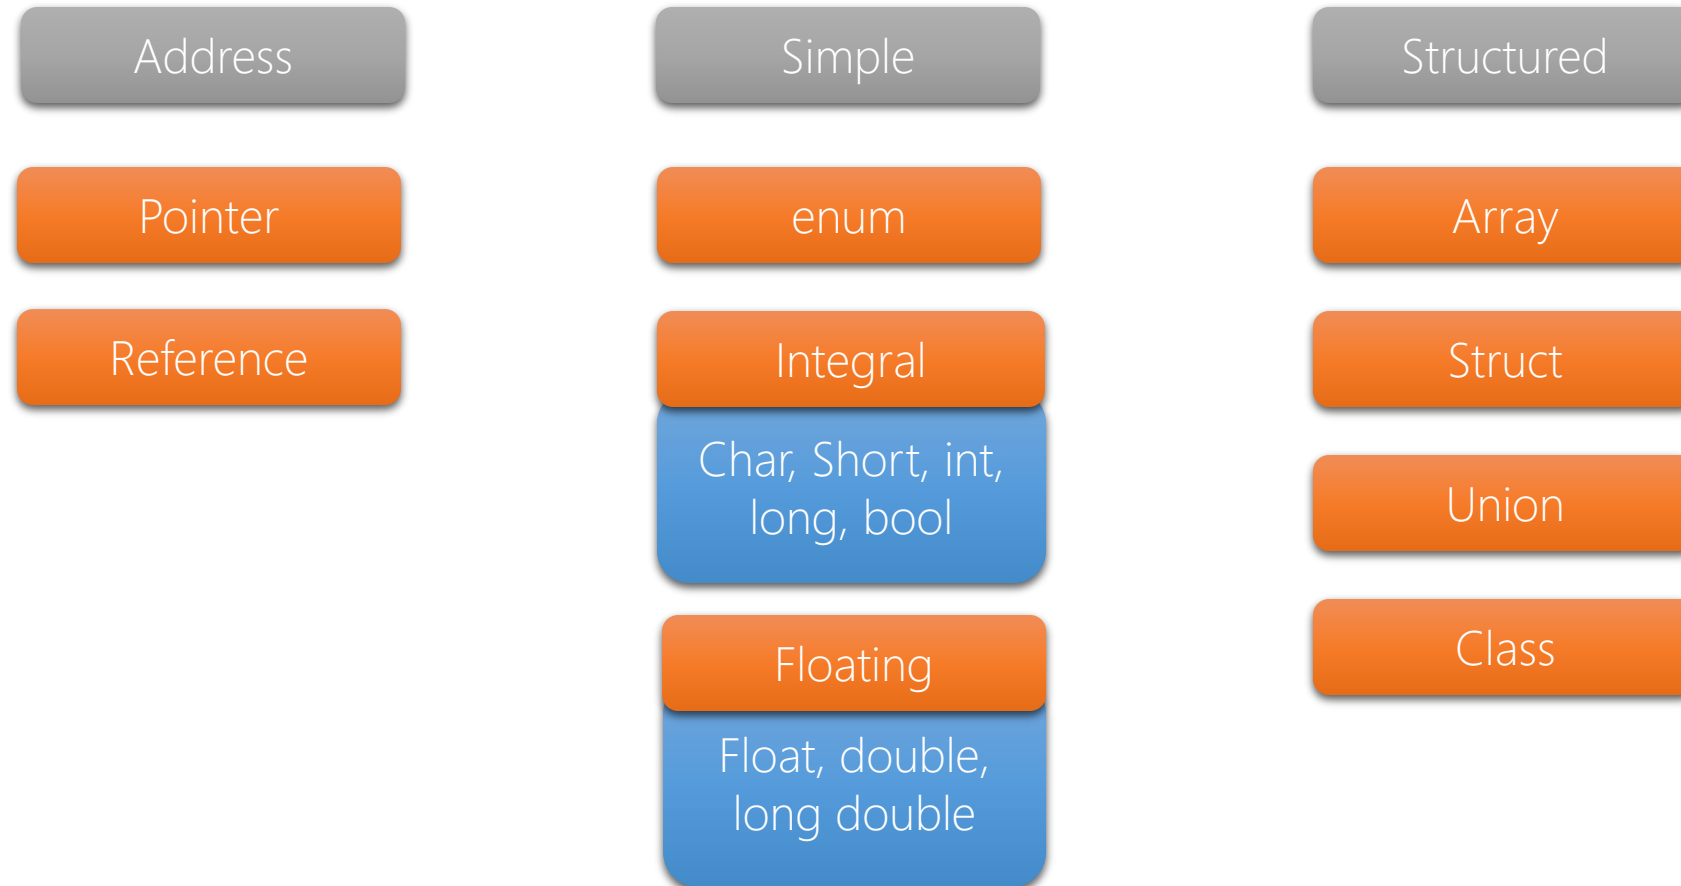 Address
Pointer
Reference
Simple
enum
Integral
Char, Short, int,
long, bool
Floating
Float, double,
long double
Structured
Array
Struct
Union
Class